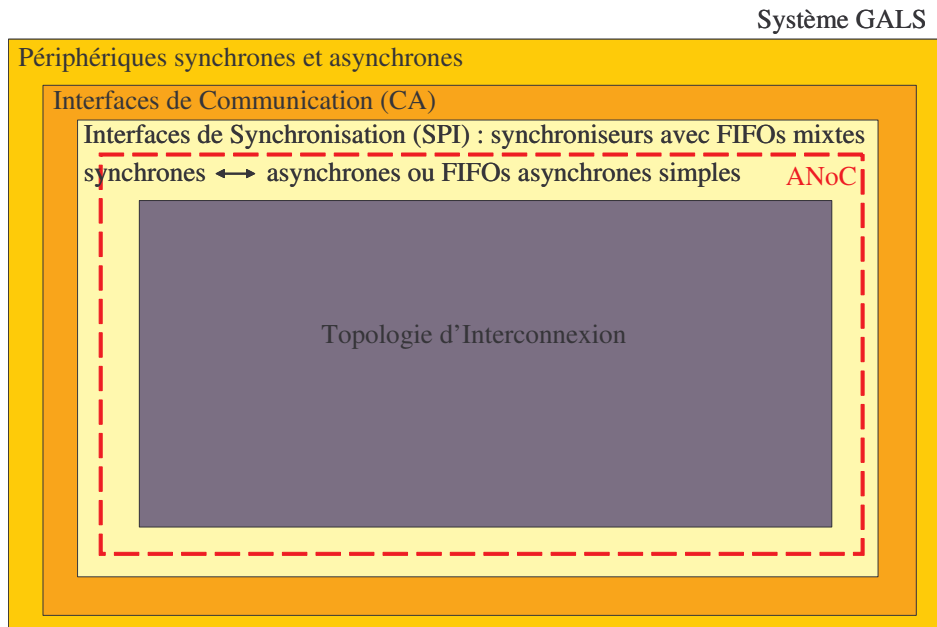 Système GALS
Périphériques synchrones et asynchrones
Interfaces de Communication (CA)
Interfaces de Synchronisation (SPI) : synchroniseurs avec FIFOs mixtes
synchrones ⟷ asynchrones ou FIFOs asynchrones simples
ANoC
Topologie d'Interconnexion